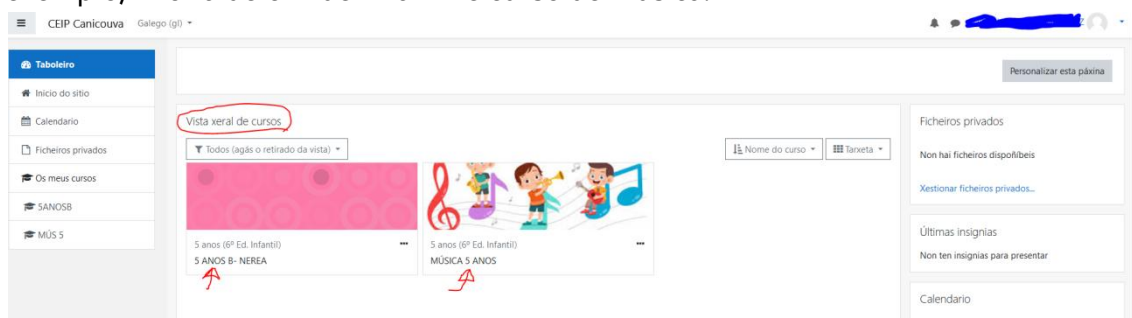 CEIP Canicouva Galego (gl)
Taboleiro
Inicio do sitio
Calendario
Ficheiros privados
Os meus cursos
5ANOSB
MÚS 5
Personalizar esta páxina
Vista xeral de cursos
Todos (agás o retirado da vista)
Nome do curso
Tarxeta
5 anos (6º Ed. Infantil)
5 ANOS B- NEREA
5 anos (6º Ed. Infantil)
MÚSICA 5 ANOS
Ficheiros privados
Non hai ficheiros dispoñíbeis
Xestionar ficheiros privados...
Últimas insignias
Non ten insignias para presentar
Calendario